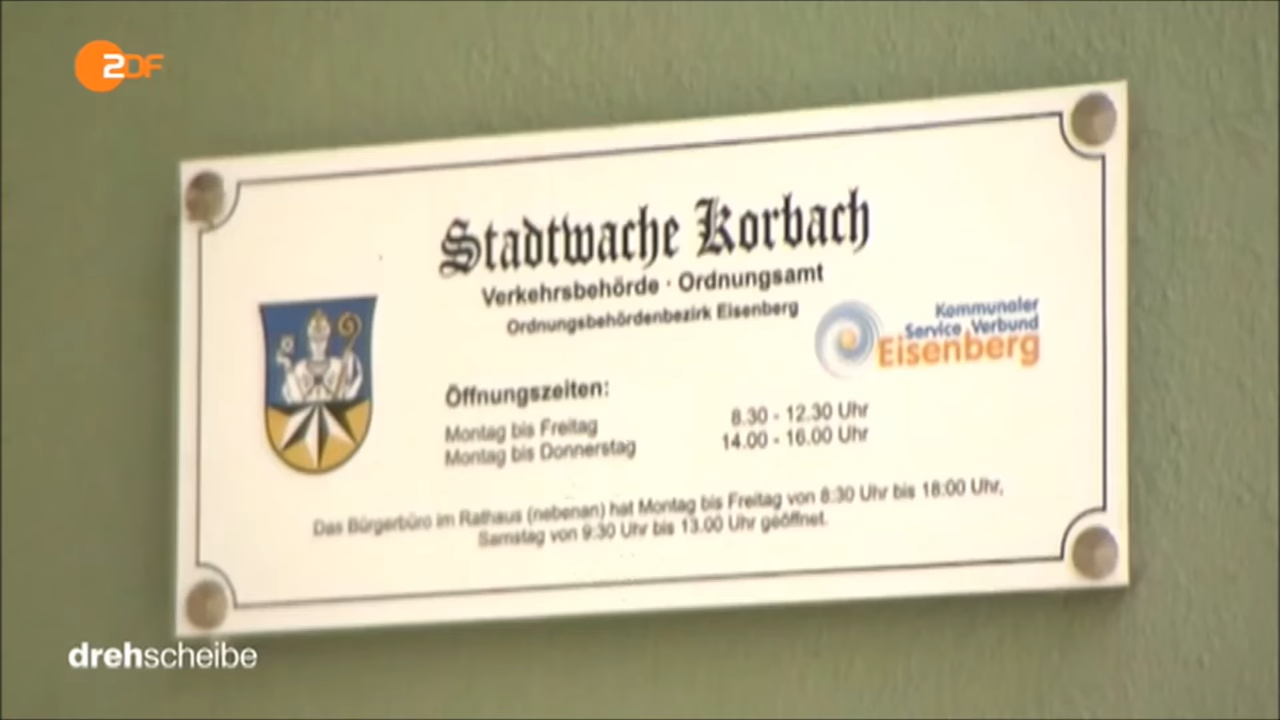 ZDF
Stadtwache Korbach
Verkehrsbehörde · Ordnungsamt
Ordnungsbehördenbezirk Eisenberg
Kommunaler
Service Verbund
Eisenberg
Öffnungszeiten:
Montag bis Freitag 8.30 - 12.30 Uhr
Montag bis Donnerstag 14.00 - 16.00 Uhr
Das Bürgerbüro im Rathaus (nebenan) hat Montag bis Freitag von 8:30 Uhr bis 18:00 Uhr,
Samstag von 9:30 Uhr bis 13.00 Uhr geöffnet.
drehscheibe